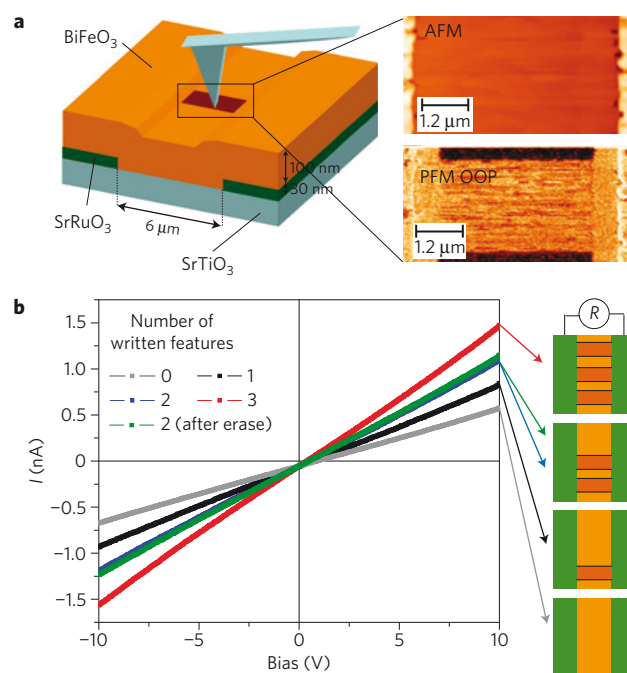 a
BiFeO₃
AFM
1.2 μm
100 nm
30 nm
PFM OOP
SrRuO₃
6 μm
1.2 μm
SrTiO₃
b
1.5
Number of
written features
R
1.0
0
1
2
3
0.5
2 (after erase)
I (nA)
0
−0.5
−1.0
−1.5
−10
−5
0
5
10
Bias (V)